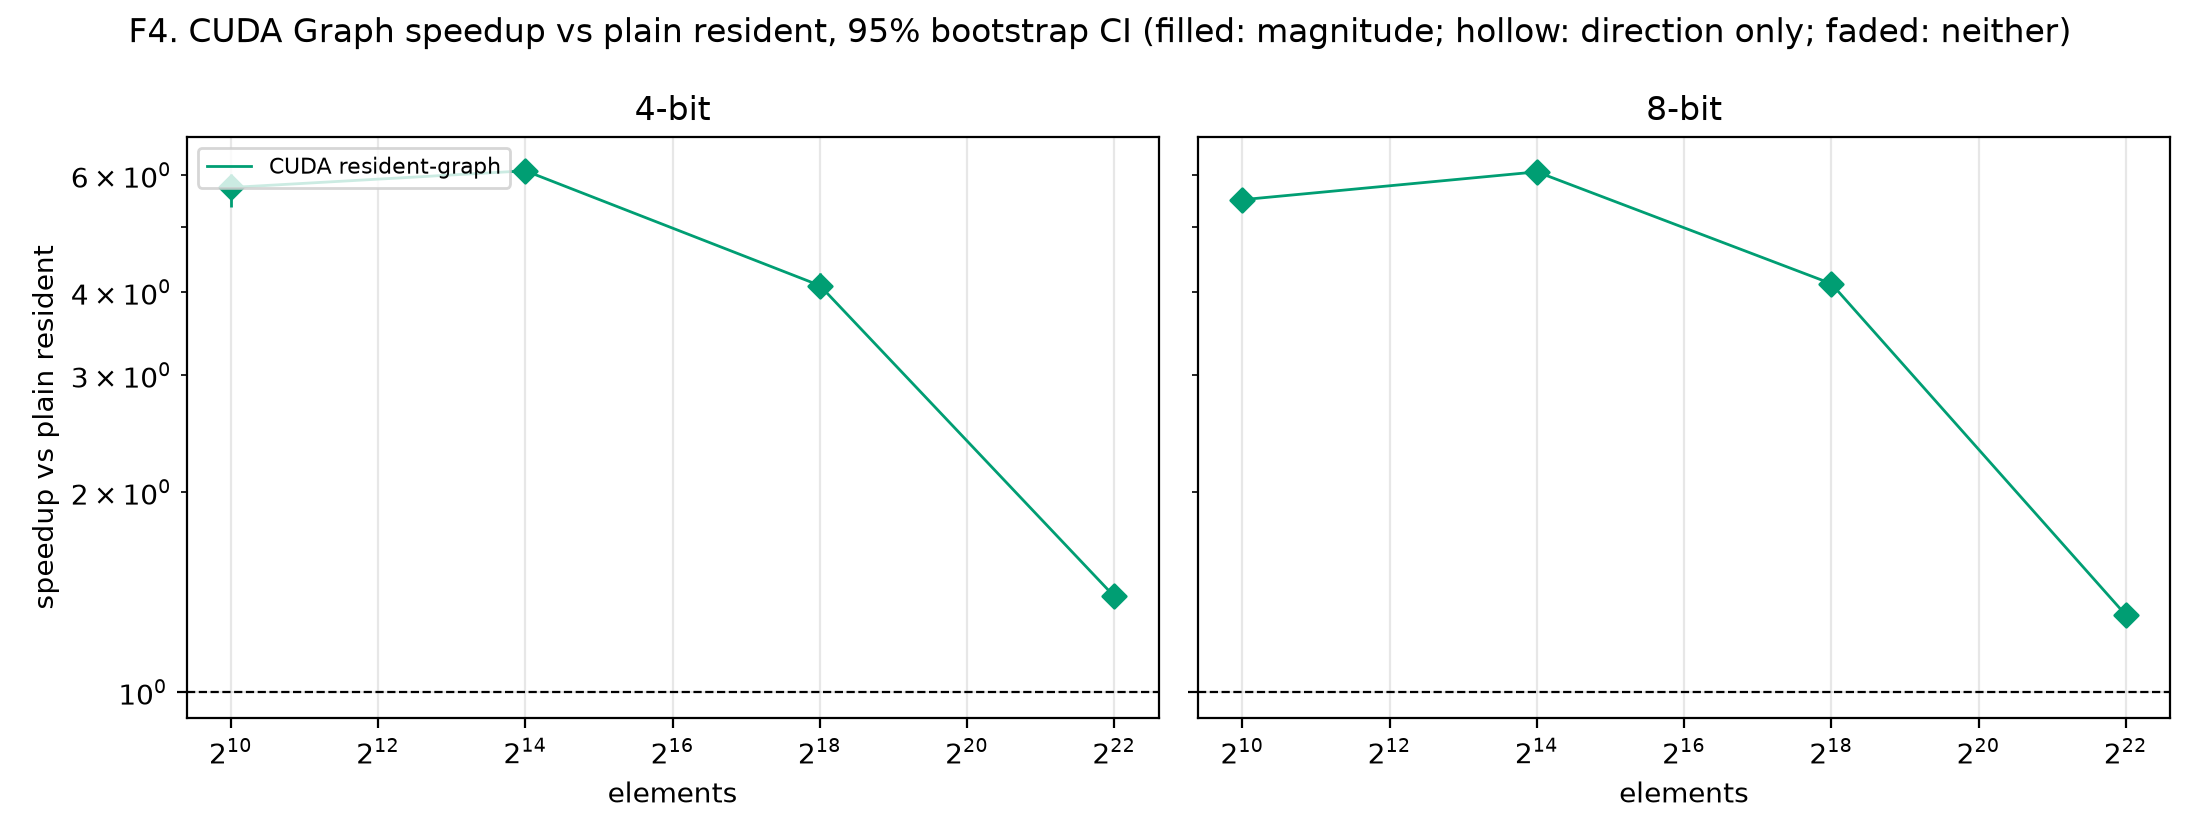 F4. CUDA Graph speedup vs plain resident, 95% bootstrap CI (filled: magnitude; hollow: direction only; faded: neither)
4-bit
8-bit
CUDA resident-graph
speedup vs plain resident
6 × 10⁰
4 × 10⁰
3 × 10⁰
2 × 10⁰
10⁰
2¹⁰ 2¹² 2¹⁴ 2¹⁶ 2¹⁸ 2²⁰ 2²²
elements
2¹⁰ 2¹² 2¹⁴ 2¹⁶ 2¹⁸ 2²⁰ 2²²
elements